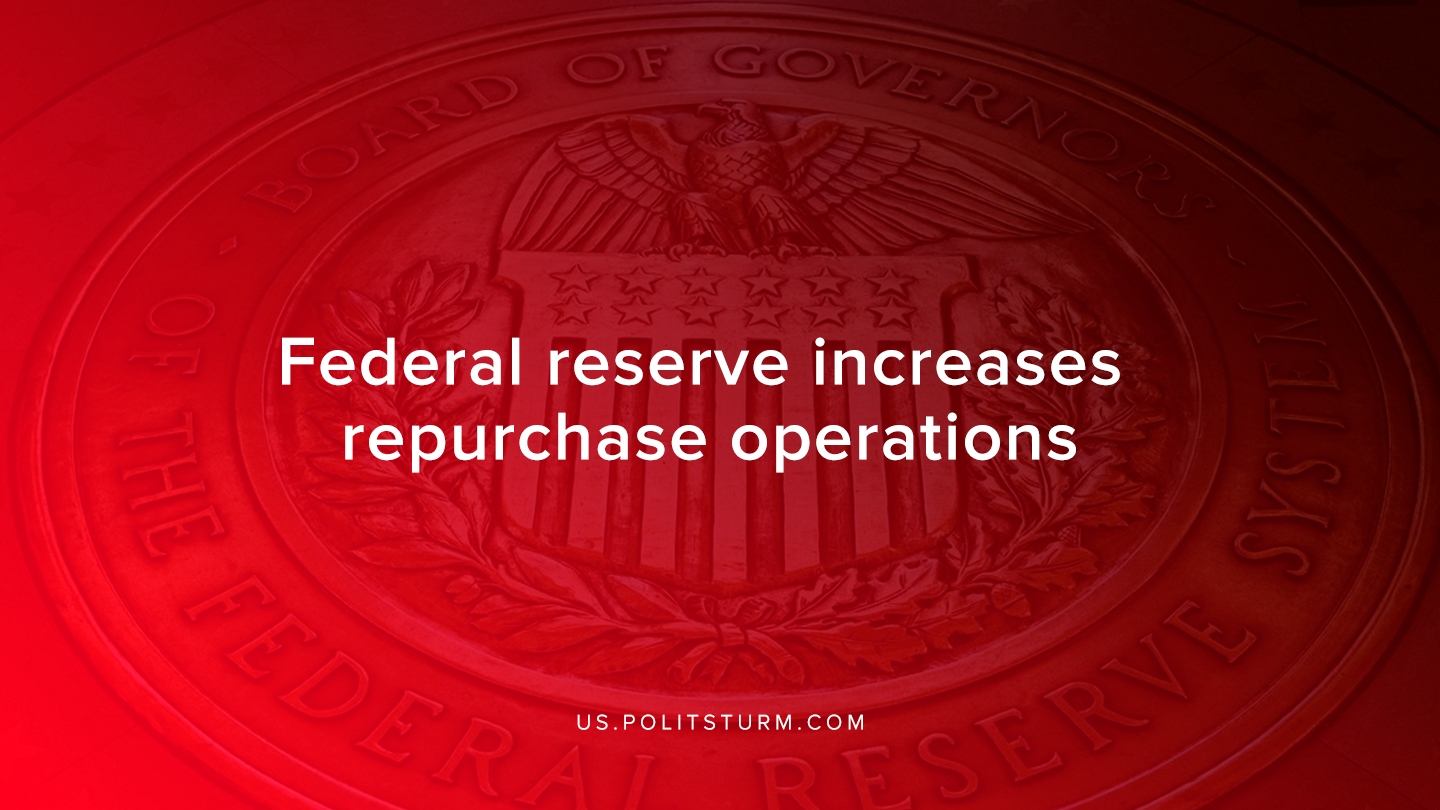 BOARD OF GOVERNORS
OF THE FEDERAL RESERVE SYSTEM
Federal reserve increases
repurchase operations
US.POLITSTURM.COM